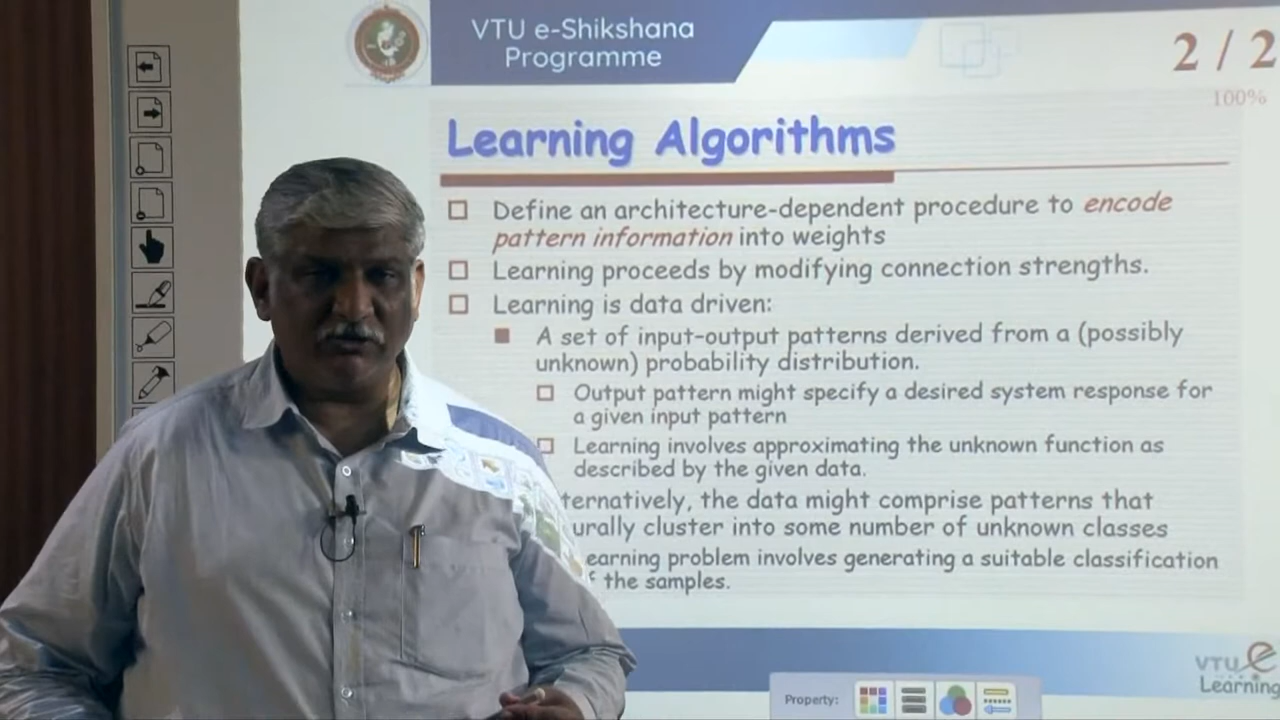 VTU e-Shikshana
Programme
2 / 2
100%
Learning Algorithms
Define an architecture-dependent procedure to encode
pattern information into weights
Learning proceeds by modifying connection strengths.
Learning is data driven:
A set of input-output patterns derived from a (possibly
unknown) probability distribution.
Output pattern might specify a desired system response for
a given input pattern
Learning involves approximating the unknown function as
described by the given data.
ternatively, the data might comprise patterns that
urally cluster into some number of unknown classes
earning problem involves generating a suitable classification
f the samples.
VTU e
Learning
Property: